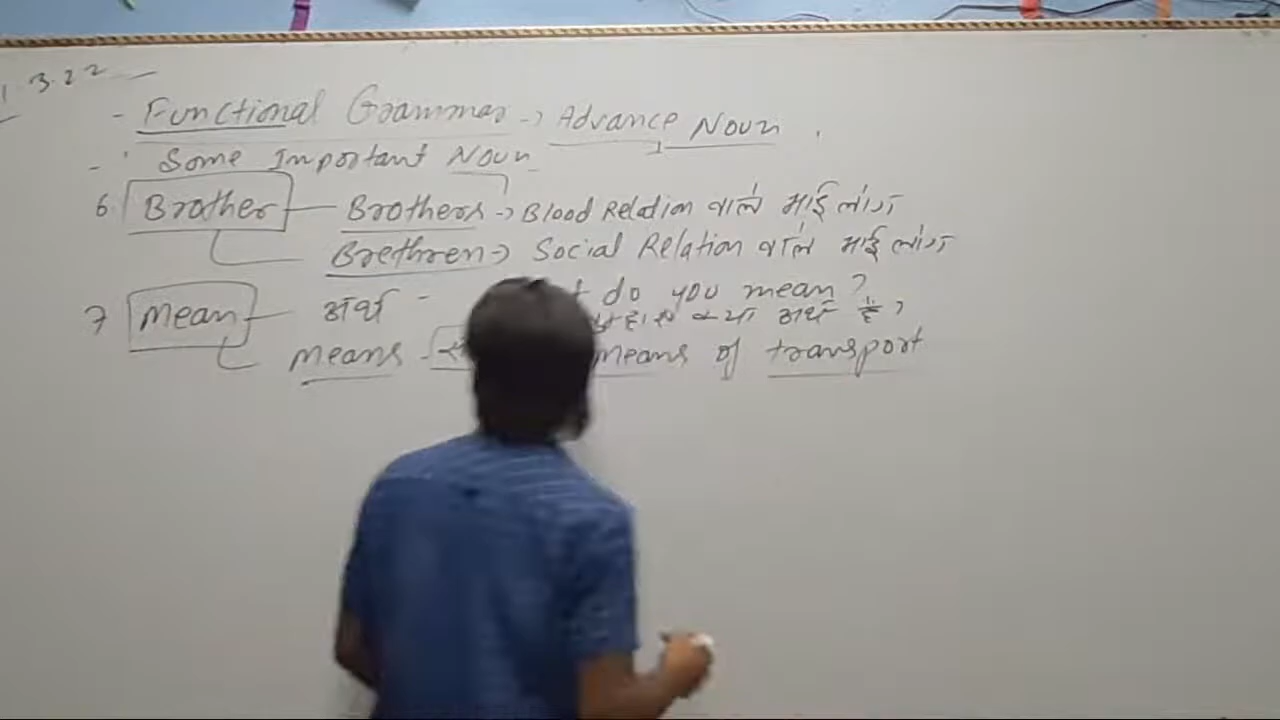 1.3.22
- Functional Grammar -> Advance Noun.
- Some Important Noun
6 Brother Brothers -> Blood Relation वाले भाई लोग
Brethren -> Social Relation वाले भाई लोग
7 Mean अर्थ - do you mean?
क्या अर्थ है?
means means of transport